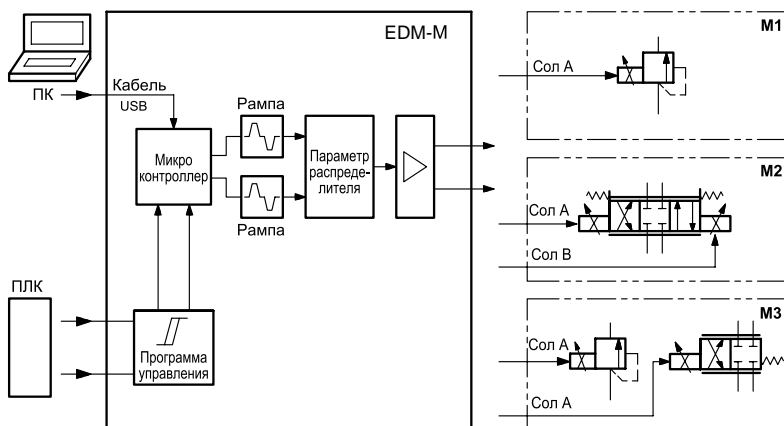 EDM-M
ПК
Кабель
USB
Рампа
Микро
контроллер
Параметр
распреде-
лителя
Рампа
ПЛК
Программа
управления
M1
Сол A
M2
Сол A
Сол B
M3
Сол A
Сол A